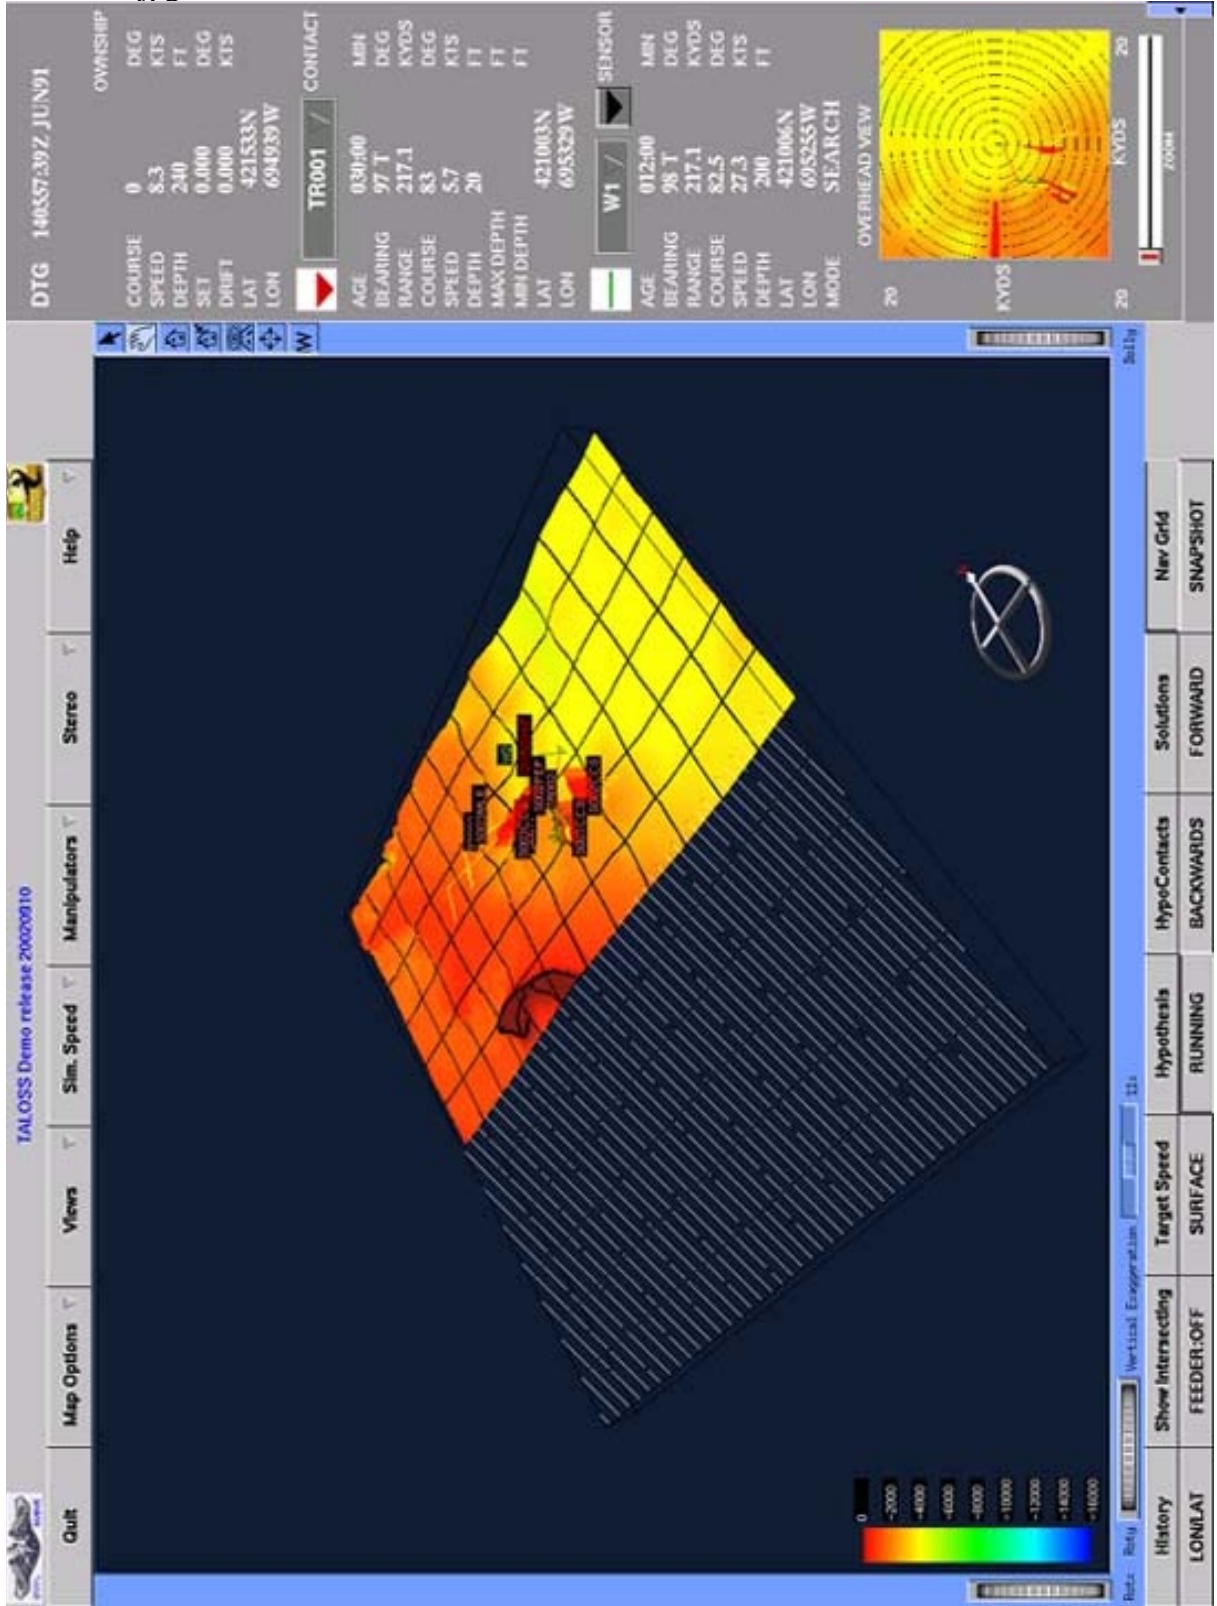 TALOSS Demo release 20020910
Quit Map Options Views Sim. Speed Manipulators Stereo Help
DTG 140557:39Z JUN91
OWNSHIP
COURSE 0 DEG
SPEED 8.3 KTS
DEPTH 240 FT
SET 0.000 DEG
DRIFT 0.000 KTS
LAT 421533N
LON 694939W
TR001 CONTACT
AGE 030:00 MIN
BEARING 97 T DEG
RANGE 217.1 KYDS
COURSE 83 DEG
SPEED 5.7 KTS
DEPTH 20 FT
MAX DEPTH FT
MIN DEPTH FT
LAT 421003N
LON 695329W
W1 SENSOR
AGE 012:00 MIN
BEARING 98 T DEG
RANGE 217.1 KYDS
COURSE 82.5 DEG
SPEED 27.3 KTS
DEPTH 200 FT
LAT 421006N
LON 695255W
MODE SEARCH
OVERHEAD VIEW
20
KYDS
20 KYDS 20
ZOOM
W
0
-2000
-4000
-6000
-8000
-10000
-12000
-14000
-16000
Rotx Roty Vertical Exaggeration Dolly
History Show Intersecting Target Speed Hypothesis HypoContacts Solutions Nav Grid
LON/LAT FEEDER:OFF SURFACE RUNNING BACKWARDS FORWARD SNAPSHOT